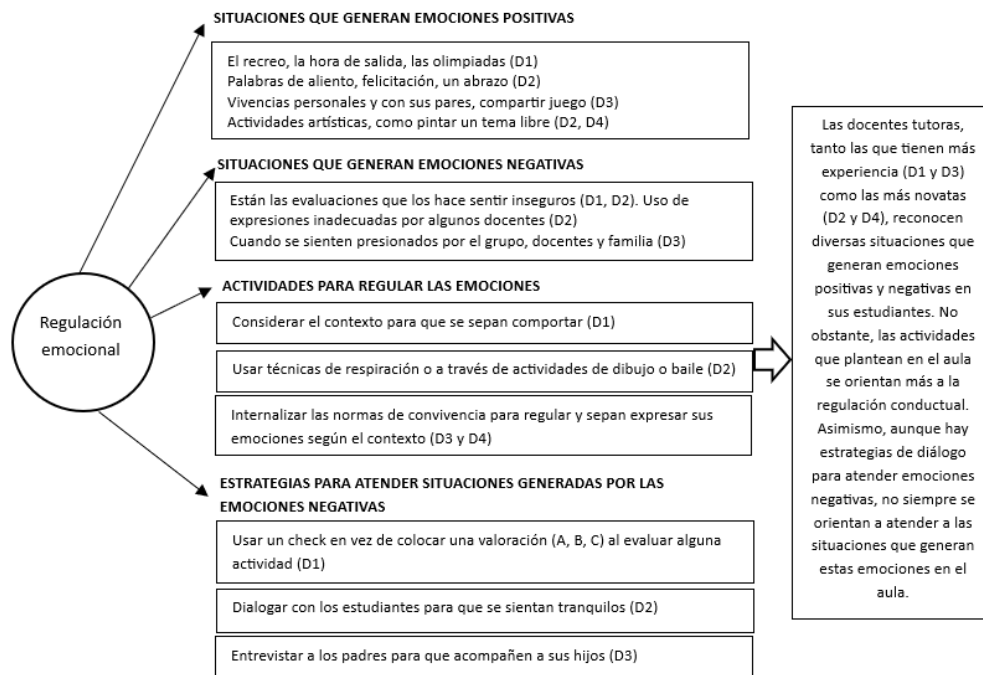 SITUACIONES QUE GENERAN EMOCIONES POSITIVAS
El recreo, la hora de salida, las olimpiadas (D1)
Palabras de aliento, felicitación, un abrazo (D2)
Vivencias personales y con sus pares, compartir juego (D3)
Actividades artísticas, como pintar un tema libre (D2, D4)
SITUACIONES QUE GENERAN EMOCIONES NEGATIVAS
Están las evaluaciones que los hace sentir inseguros (D1, D2). Uso de
expresiones inadecuadas por algunos docentes (D2)
Cuando se sienten presionados por el grupo, docentes y familia (D3)
Regulación
emocional
ACTIVIDADES PARA REGULAR LAS EMOCIONES
Considerar el contexto para que se sepan comportar (D1)
Usar técnicas de respiración o a través de actividades de dibujo o baile (D2)
Internalizar las normas de convivencia para regular y sepan expresar sus
emociones según el contexto (D3 y D4)
ESTRATEGIAS PARA ATENDER SITUACIONES GENERADAS POR LAS
EMOCIONES NEGATIVAS
Usar un check en vez de colocar una valoración (A, B, C) al evaluar alguna
actividad (D1)
Dialogar con los estudiantes para que se sientan tranquilos (D2)
Entrevistar a los padres para que acompañen a sus hijos (D3)
Las docentes tutoras,
tanto las que tienen más
experiencia (D1 y D3)
como las más novatas
(D2 y D4), reconocen
diversas situaciones que
generan emociones
positivas y negativas en
sus estudiantes. No
obstante, las actividades
que plantean en el aula
se orientan más a la
regulación conductual.
Asimismo, aunque hay
estrategias de diálogo
para atender emociones
negativas, no siempre se
orientan a atender a las
situaciones que generan
estas emociones en el
aula.